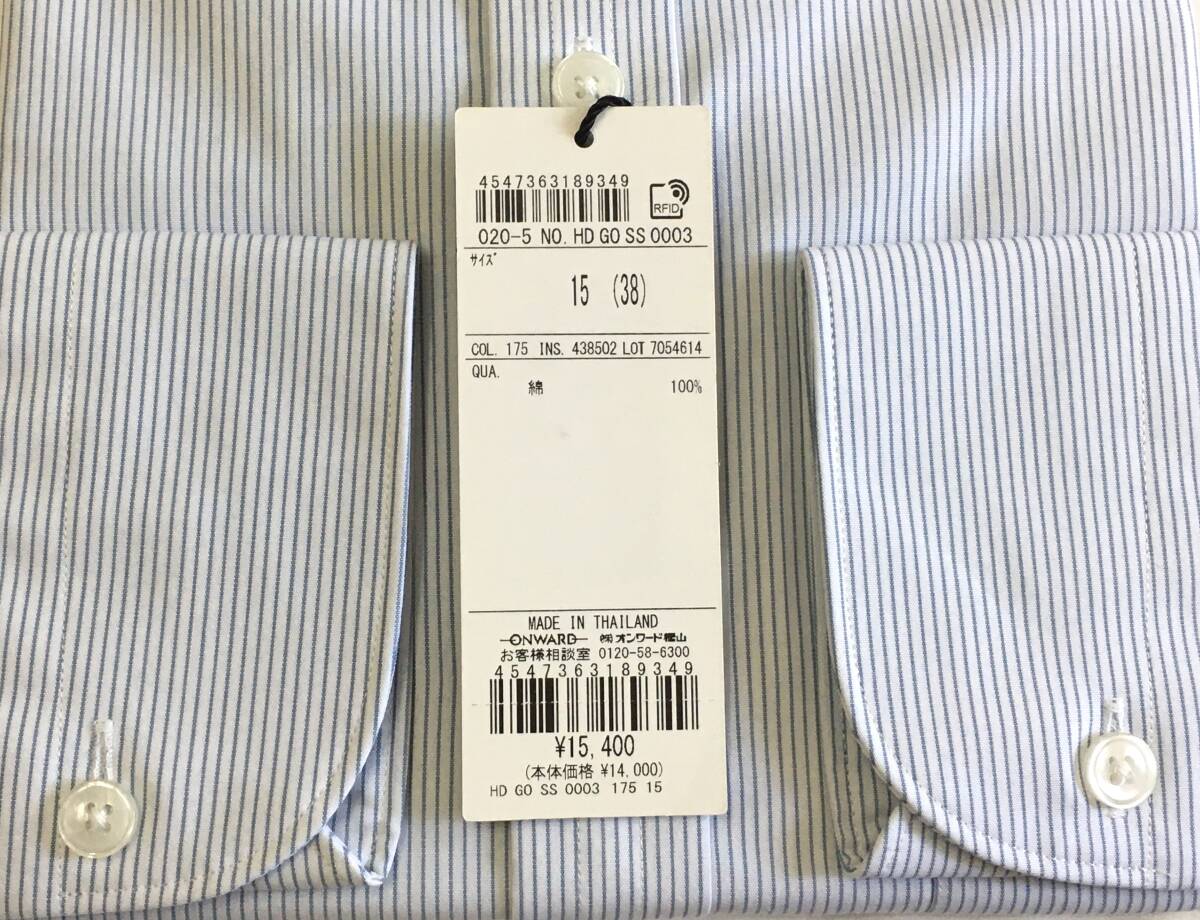 4547363189349
RFID
020-5 NO. HD GO SS 0003
サイズ
15 (38)
COL. 175 INS. 438502 LOT 7054614
QUA.
綿 100%
MADE IN THAILAND
ONWARD ㈱オンワード樫山
お客様相談室 0120-58-6300
4547363189349
¥15,400
(本体価格 ¥14,000)
HD GO SS 0003 175 15